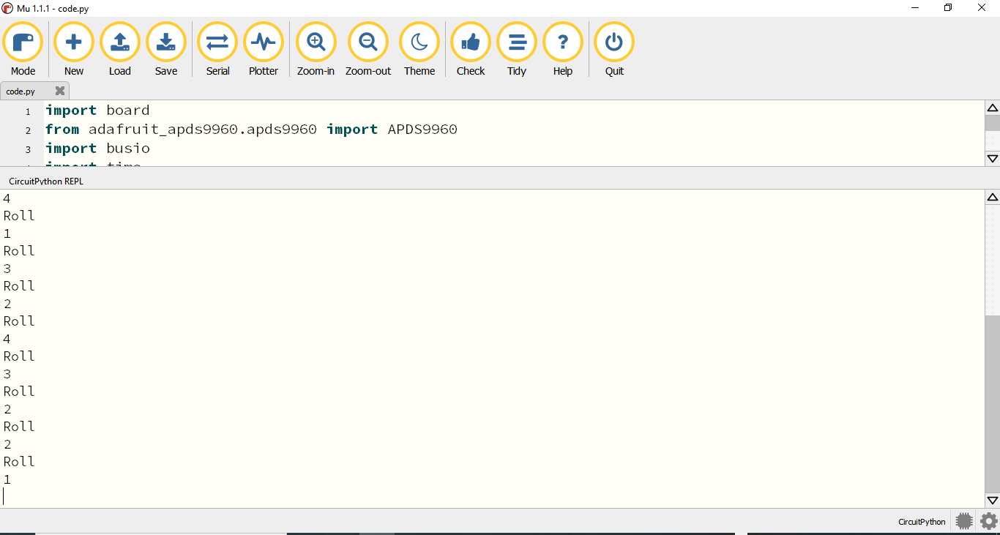 Mu 1.1.1 - code.py
Mode New Load Save Serial Plotter Zoom-in Zoom-out Theme Check Tidy Help Quit
code.py
1 import board
2 from adafruit_apds9960.apds9960 import APDS9960
3 import busio
import time
CircuitPython REPL
4
Roll
1
Roll
3
Roll
2
Roll
4
Roll
3
Roll
2
Roll
2
Roll
1
CircuitPython